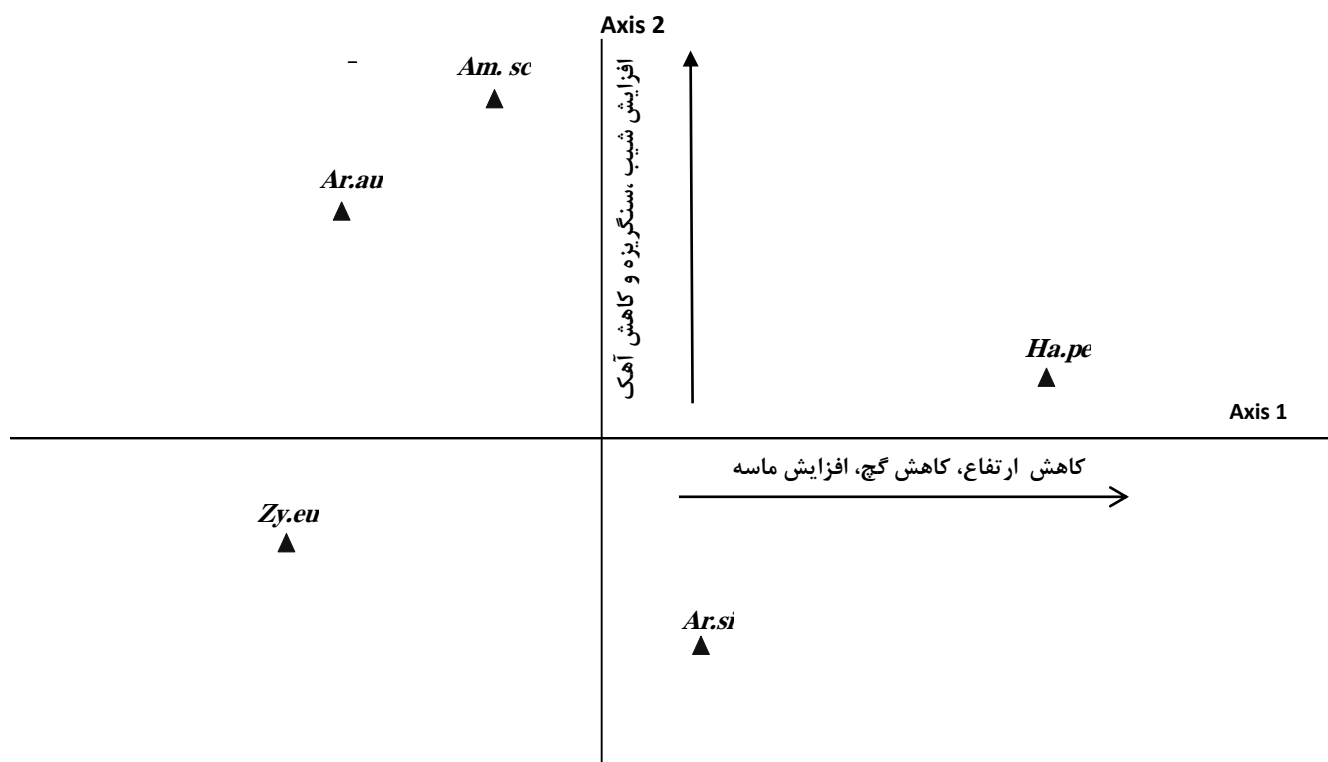 Axis 2
Am. sc
Ar.au
افزایش شیب ،سنگریزه و کاهش آهک
Ha.pe
Axis 1
کاهش ارتفاع، کاهش گچ، افزایش ماسه
Zy.eu
Ar.si